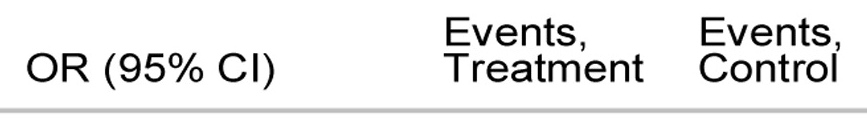 Events, Events,
OR (95% CI) Treatment Control